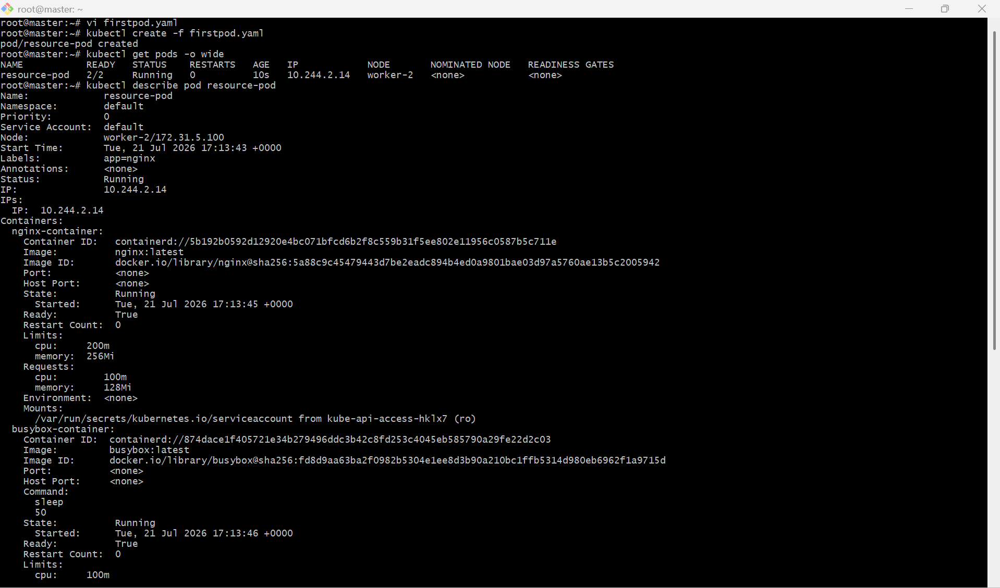 root@master: ~
root@master:~# vi firstpod.yaml
root@master:~# kubectl create -f firstpod.yaml
pod/resource-pod created
root@master:~# kubectl get pods -o wide
NAME           READY   STATUS    RESTARTS   AGE   IP            NODE       NOMINATED NODE   READINESS GATES
resource-pod   2/2     Running   0          10s   10.244.2.14   worker-2   <none>           <none>
root@master:~# kubectl describe pod resource-pod
Name:             resource-pod
Namespace:        default
Priority:         0
Service Account:  default
Node:             worker-2/172.31.5.100
Start Time:       Tue, 21 Jul 2026 17:13:43 +0000
Labels:           app=nginx
Annotations:      <none>
Status:           Running
IP:               10.244.2.14
IPs:
  IP:  10.244.2.14
Containers:
  nginx-container:
    Container ID:   containerd://5b192b0592d12920e4bc071bfcd6b2f8c559b31f5ee802e11956c0587b5c711e
    Image:          nginx:latest
    Image ID:       docker.io/library/nginx@sha256:5a88c9c45479443d7be2eadc894b4ed0a9801bae03d97a5760ae13b5c2005942
    Port:           <none>
    Host Port:      <none>
    State:          Running
      Started:      Tue, 21 Jul 2026 17:13:45 +0000
    Ready:          True
    Restart Count:  0
    Limits:
      cpu:     200m
      memory:  256Mi
    Requests:
      cpu:        100m
      memory:     128Mi
    Environment:  <none>
    Mounts:
      /var/run/secrets/kubernetes.io/serviceaccount from kube-api-access-hklx7 (ro)
  busybox-container:
    Container ID:  containerd://874dace1f405721e34b279496ddc3b42c8fd253c4045eb585790a29fe22d2c03
    Image:         busybox:latest
    Image ID:      docker.io/library/busybox@sha256:fd8d9aa63ba2f0982b5304e1ee8d3b90a210bc1ffb5314d980eb6962f1a9715d
    Port:          <none>
    Host Port:     <none>
    Command:
      sleep
      50
    State:          Running
      Started:      Tue, 21 Jul 2026 17:13:46 +0000
    Ready:          True
    Restart Count:  0
    Limits:
      cpu:     100m